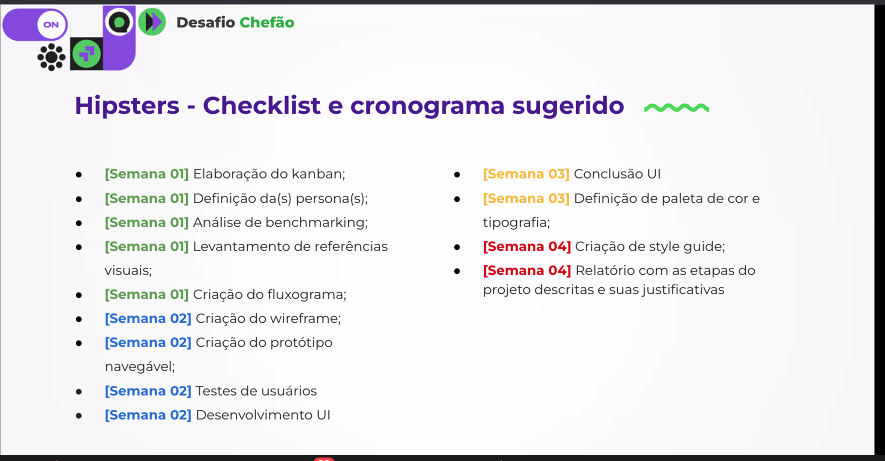 ON
Desafio Chefão
Hipsters - Checklist e cronograma sugerido
● [Semana 01] Elaboração do kanban;
● [Semana 01] Definição da(s) persona(s);
● [Semana 01] Análise de benchmarking;
● [Semana 01] Levantamento de referências
visuais;
● [Semana 01] Criação do fluxograma;
● [Semana 02] Criação do wireframe;
● [Semana 02] Criação do protótipo
navegável;
● [Semana 02] Testes de usuários
● [Semana 02] Desenvolvimento UI
● [Semana 03] Conclusão UI
● [Semana 03] Definição de paleta de cor e
tipografia;
● [Semana 04] Criação de style guide;
● [Semana 04] Relatório com as etapas do
projeto descritas e suas justificativas